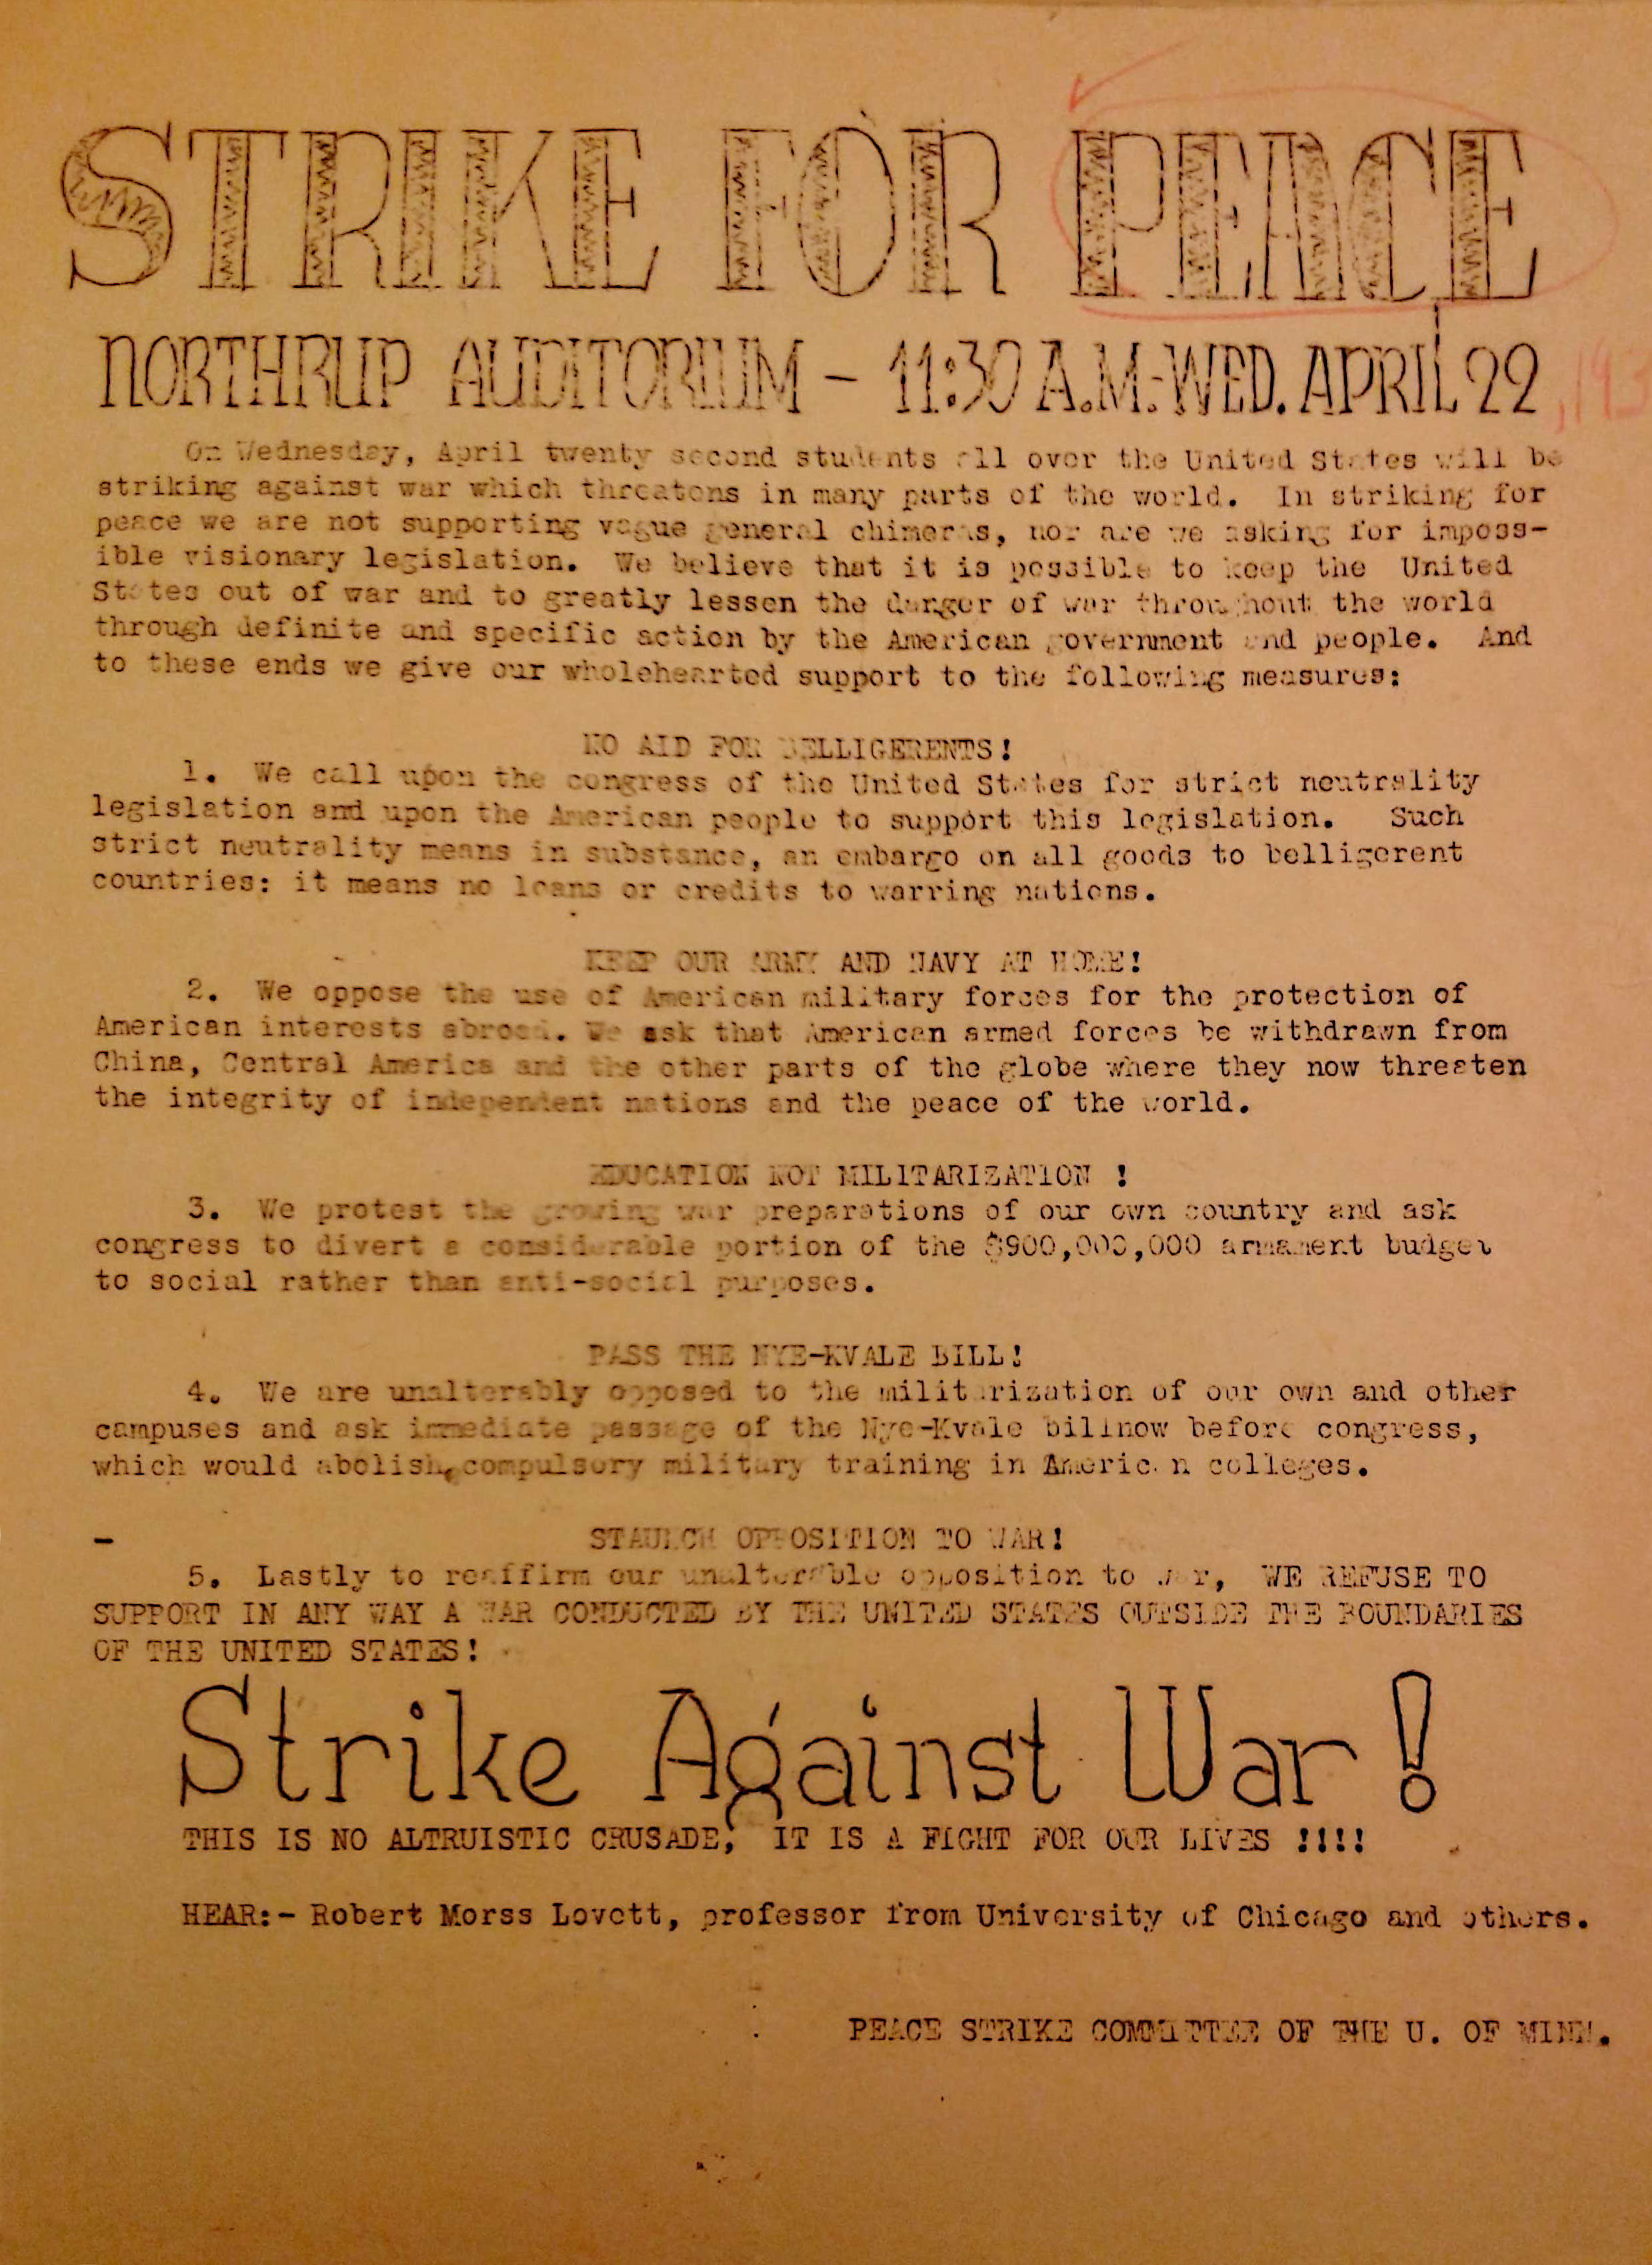 STRIKE FOR PEACE
NORTHRUP AUDITORIUM - 11:30 A.M.-WED. APRIL 22
On Wednesday, April twenty second students all over the United States will be
striking against war which threatens in many parts of the world. In striking for
peace we are not supporting vague general chimeras, nor are we asking for imposs-
ible visionary legislation. We believe that it is possible to keep the United
States out of war and to greatly lessen the danger of war throughout the world
through definite and specific action by the American government and people. And
to these ends we give our wholehearted support to the following measures:
NO AID FOR BELLIGERENTS!
1. We call upon the congress of the United States for strict neutrality
legislation and upon the American people to support this legislation. Such
strict neutrality means in substance, an embargo on all goods to belligerent
countries: it means no loans or credits to warring nations.
KEEP OUR ARMY AND NAVY AT HOME!
2. We oppose the use of American military forces for the protection of
American interests abroad. We ask that American armed forces be withdrawn from
China, Central America and the other parts of the globe where they now threaten
the integrity of independent nations and the peace of the world.
EDUCATION NOT MILITARIZATION !
3. We protest the growing war preparations of our own country and ask
congress to divert a considerable portion of the $900,000,000 armament budget
to social rather than anti-social purposes.
PASS THE NYE-KVALE BILL!
4. We are unalterably opposed to the militarization of our own and other
campuses and ask immediate passage of the Nye-Kvale billnow before congress,
which would abolish compulsory military training in American colleges.
STAUNCH OPPOSITION TO WAR!
5. Lastly to reaffirm our unalterable opposition to war, WE REFUSE TO
SUPPORT IN ANY WAY A WAR CONDUCTED BY THE UNITED STATES OUTSIDE THE BOUNDARIES
OF THE UNITED STATES!
Strike Against War!
THIS IS NO ALTRUISTIC CRUSADE, IT IS A FIGHT FOR OUR LIVES !!!!
HEAR:- Robert Morss Lovett, professor from University of Chicago and others.
PEACE STRIKE COMMITTEE OF THE U. OF MINN.